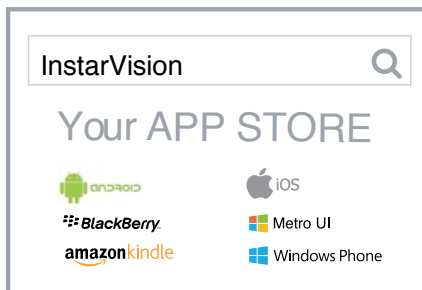 InstarVision
Your APP STORE
android iOS
BlackBerry. Metro UI
amazonkindle Windows Phone